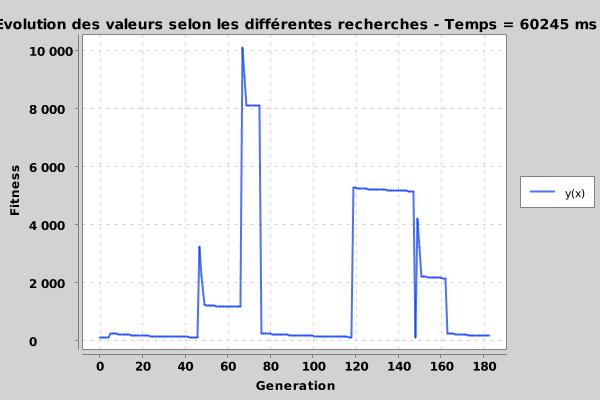 Evolution des valeurs selon les différentes recherches - Temps = 60245 ms
10 000
8 000
6 000
4 000
2 000
0
Fitness
0 20 40 60 80 100 120 140 160 180
Generation
y(x)